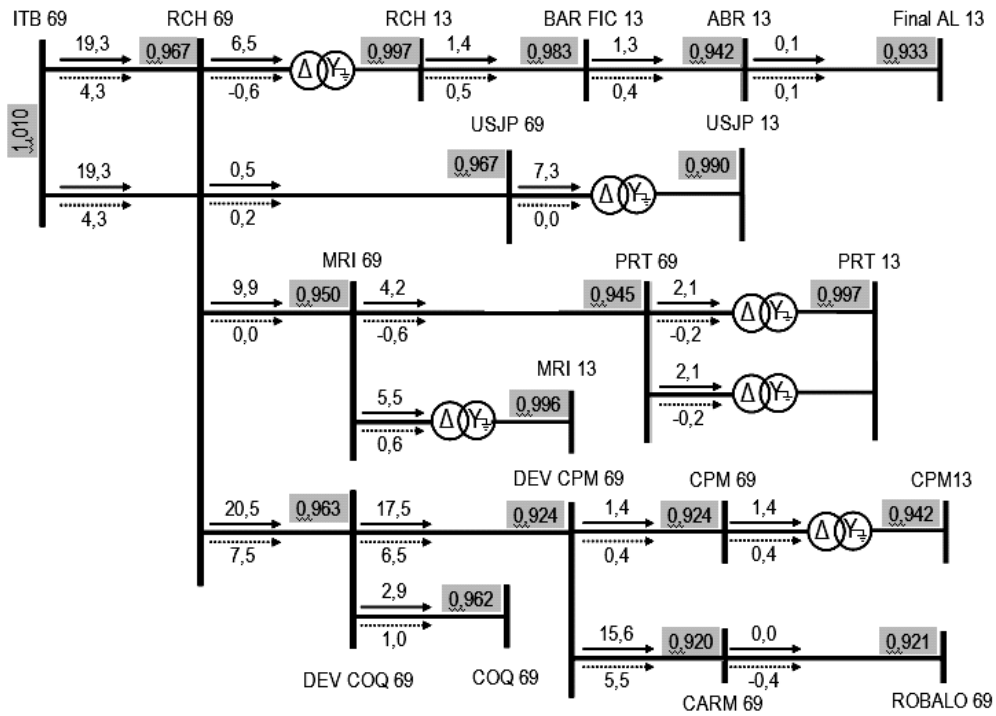 ITB 69 RCH 69 RCH 13 BAR FIC 13 ABR 13 Final AL 13
19,3 0,967 6,5 0,997 1,4 0,983 1,3 0,942 0,1 0,933
Δ Y
4,3 -0,6 0,5 0,4 0,1
1,010
USJP 69 USJP 13
19,3 0,5 0,967 7,3 0,990
Δ Y
4,3 0,2 0,0
MRI 69 PRT 69 PRT 13
9,9 0,950 4,2 0,945 2,1 0,997
Δ Y
0,0 -0,6 -0,2
MRI 13
5,5 0,996 2,1
Δ Y Δ Y
0,6 -0,2
DEV CPM 69 CPM 69 CPM13
20,5 0,963 17,5 0,924 1,4 0,924 1,4 0,942
Δ Y
7,5 6,5 0,4 0,4
2,9 0,962 15,6 0,920 0,0 0,921
1,0 5,5 -0,4
DEV COQ 69 COQ 69 CARM 69 ROBALO 69